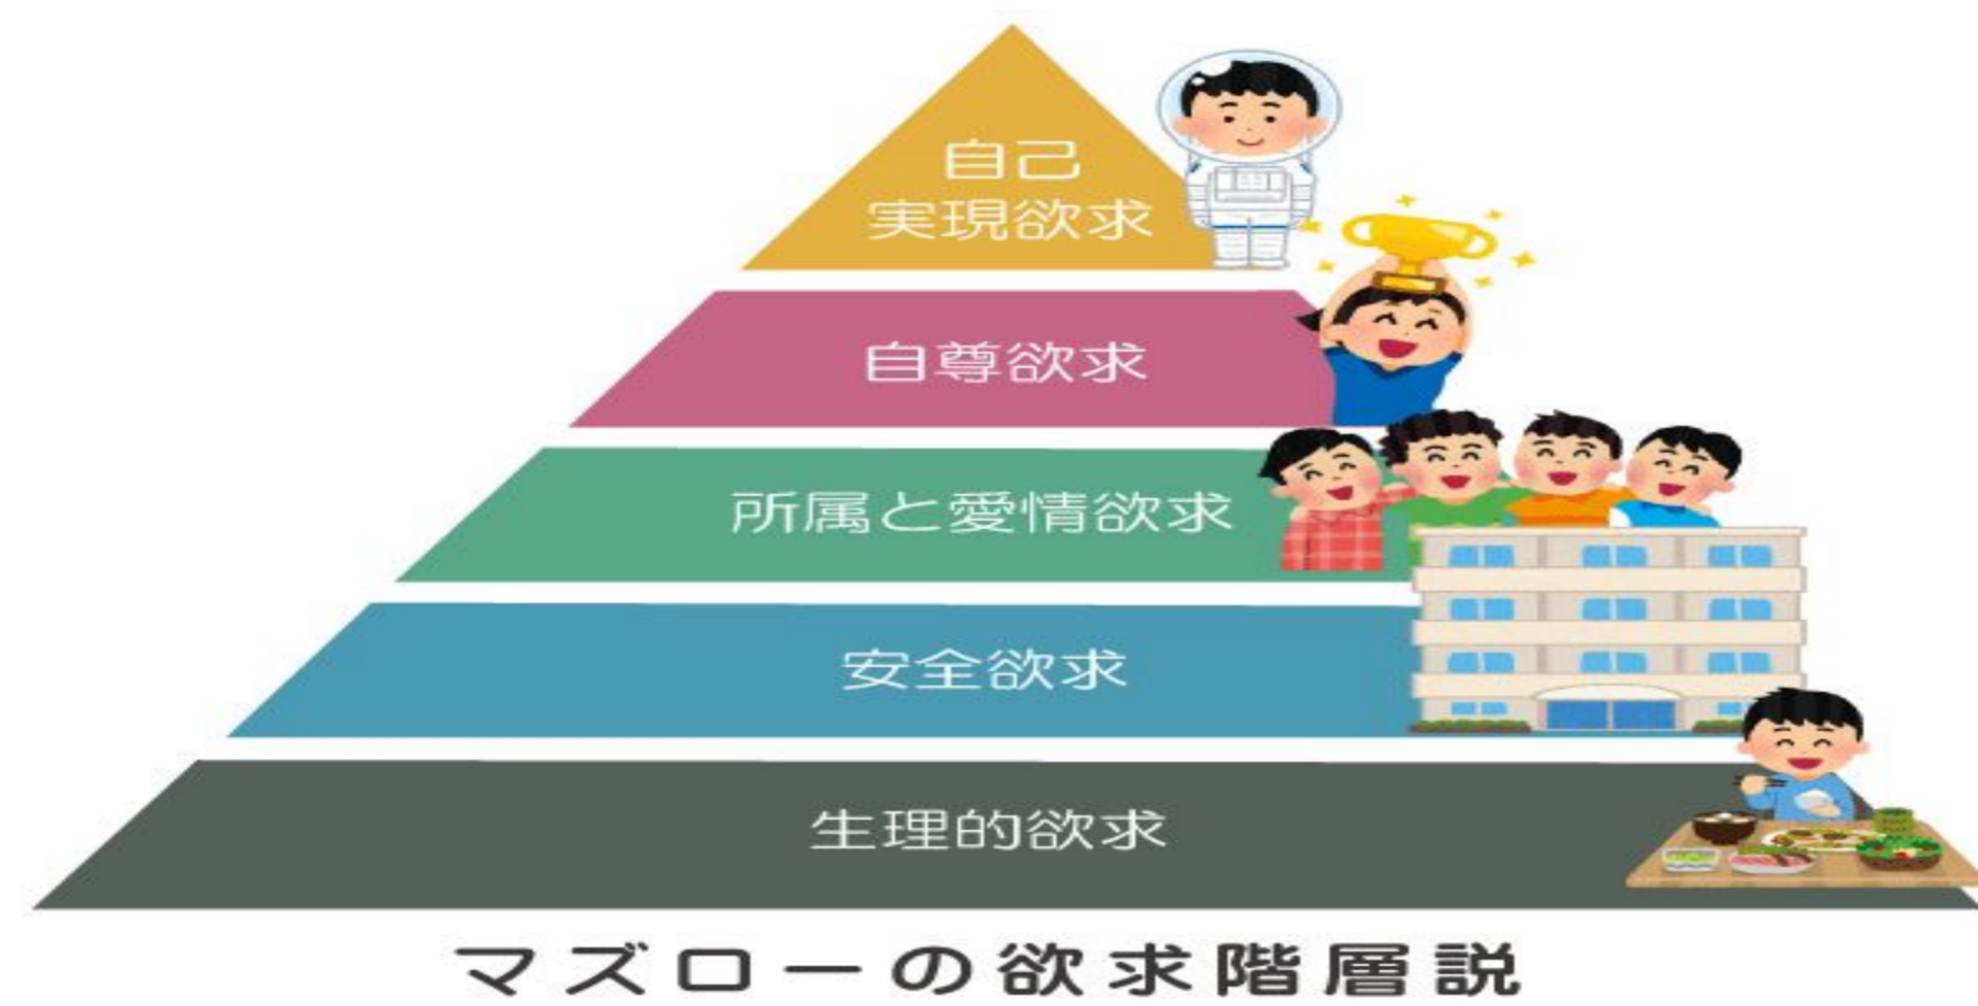 自己
実現欲求
自尊欲求
所属と愛情欲求
安全欲求
生理的欲求
マズローの欲求階層説